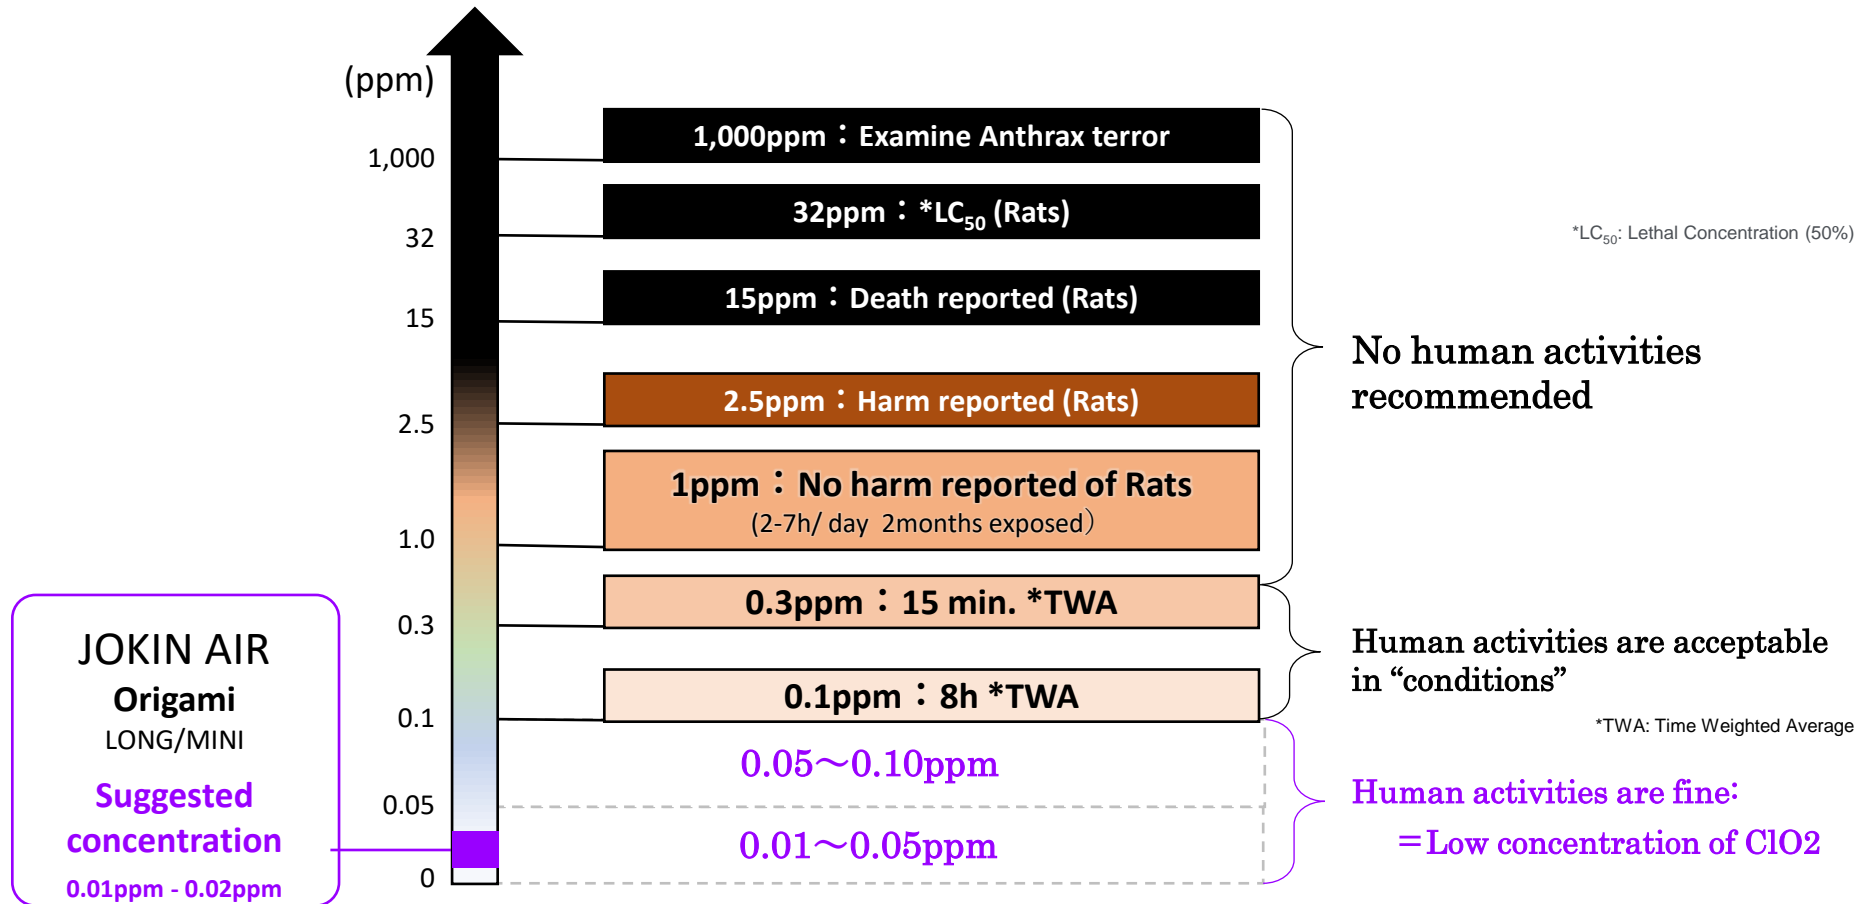 (ppm)
1,000
32
15
2.5
1.0
0.3
0.1
0.05
0
1,000ppm：Examine Anthrax terror
32ppm：*LC50 (Rats)
15ppm：Death reported (Rats)
2.5ppm：Harm reported (Rats)
1ppm：No harm reported of Rats
(2-7h/ day 2months exposed）
0.3ppm：15 min. *TWA
0.1ppm：8h *TWA
0.05～0.10ppm
0.01～0.05ppm
*LC50: Lethal Concentration (50%)
No human activities
recommended
Human activities are acceptable
in “conditions”
*TWA: Time Weighted Average
Human activities are fine:
＝Low concentration of ClO2
JOKIN AIR
Origami
LONG/MINI
Suggested
concentration
0.01ppm - 0.02ppm